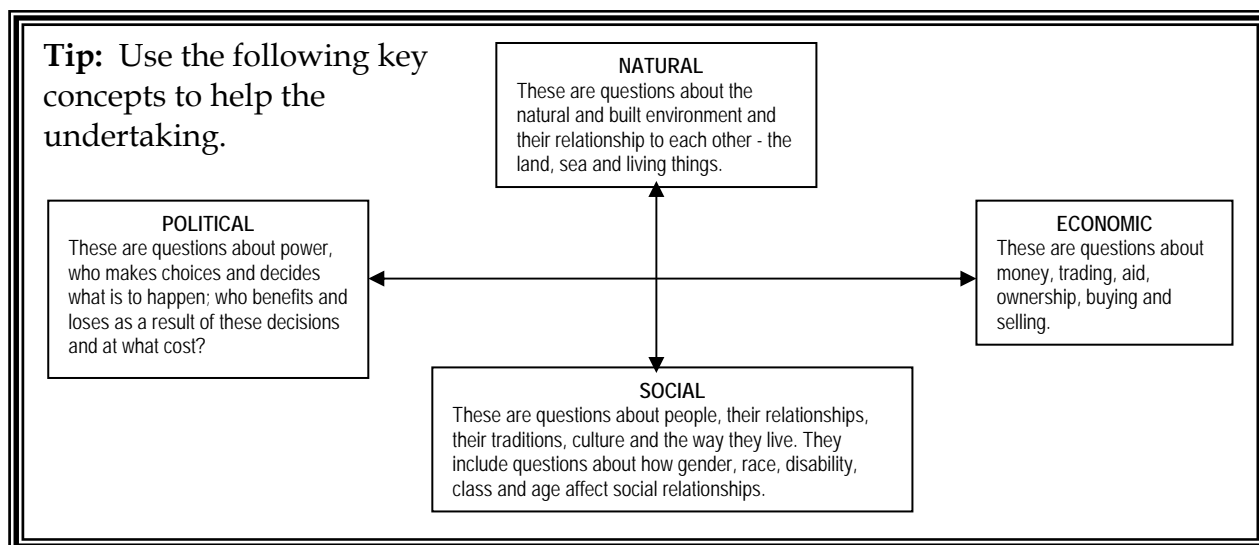 Tip: Use the following key
concepts to help the
undertaking.
NATURAL
These are questions about the
natural and built environment and
their relationship to each other - the
land, sea and living things.
POLITICAL
These are questions about power,
who makes choices and decides
what is to happen; who benefits and
loses as a result of these decisions
and at what cost?
ECONOMIC
These are questions about
money, trading, aid,
ownership, buying and
selling.
SOCIAL
These are questions about people, their relationships,
their traditions, culture and the way they live. They
include questions about how gender, race, disability,
class and age affect social relationships.